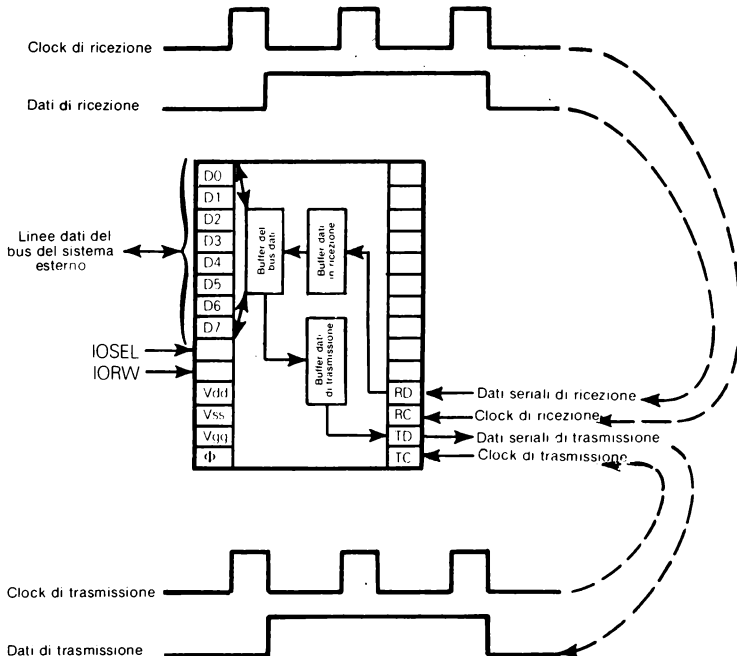 Clock di ricezione
Dati di ricezione
Linee dati del
bus del sistema
esterno
D0
D1
D2
D3
D4
D5
D6
D7
IOSEL
IORW
Vdd
Vss
Vgg
Φ
Buffer del
bus dati
Buffer dati
in ricezione
Buffer dati
di trasmissione
RD
RC
TD
TC
Dati seriali di ricezione
Clock di ricezione
Dati seriali di trasmissione
Clock di trasmissione
Clock di trasmissione
Dati di trasmissione